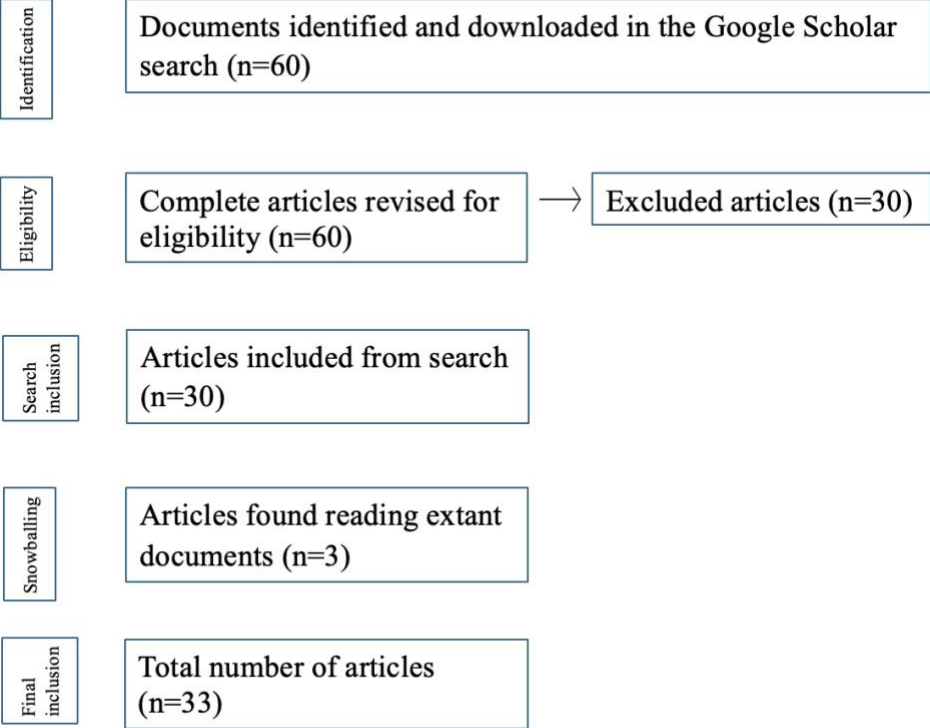 Identification
Documents identified and downloaded in the Google Scholar
search (n=60)
Eligibility
Complete articles revised for
eligibility (n=60)
Excluded articles (n=30)
Search
inclusion
Articles included from search
(n=30)
Snowballing
Articles found reading extant
documents (n=3)
Final
inclusion
Total number of articles
(n=33)